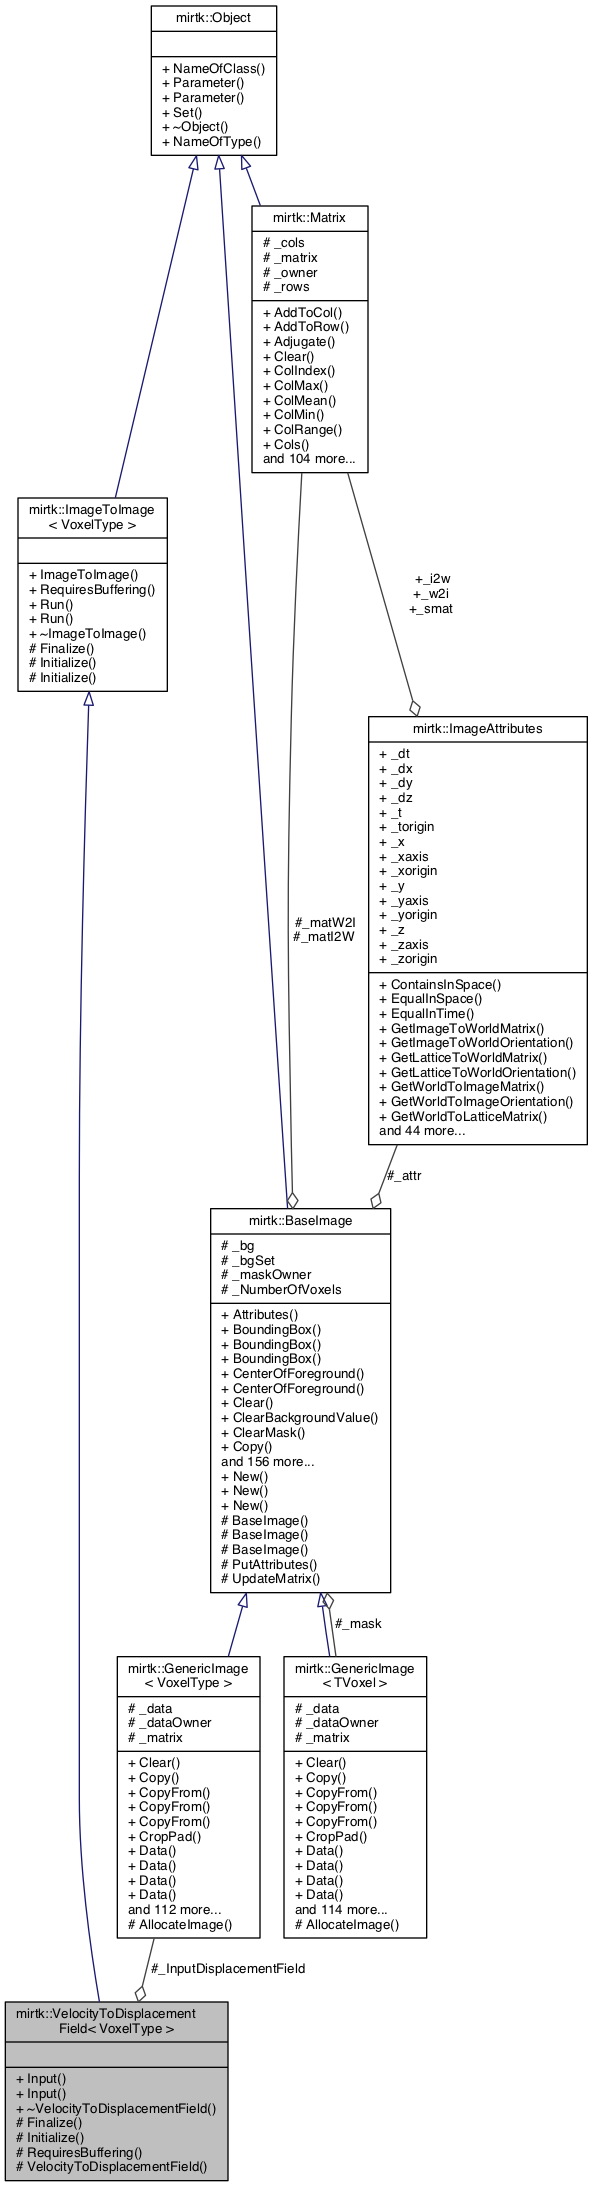 mirtk::Object
+ NameOfClass()
+ Parameter()
+ Parameter()
+ Set()
+ ~Object()
+ NameOfType()
mirtk::Matrix
# _cols
# _matrix
# _owner
# _rows
+ AddToCol()
+ AddToRow()
+ Adjugate()
+ Clear()
+ ColIndex()
+ ColMax()
+ ColMean()
+ ColMin()
+ ColRange()
+ Cols()
and 104 more...
mirtk::ImageToImage
< VoxelType >
+ ImageToImage()
+ RequiresBuffering()
+ Run()
+ Run()
+ ~ImageToImage()
# Finalize()
# Initialize()
# Initialize()
+_i2w
+_w2i
+_smat
mirtk::ImageAttributes
+ _dt
+ _dx
+ _dy
+ _dz
+ _t
+ _torigin
+ _x
+ _xaxis
+ _xorigin
+ _y
+ _yaxis
+ _yorigin
+ _z
+ _zaxis
+ _zorigin
+ ContainsInSpace()
+ EqualInSpace()
+ EqualInTime()
+ GetImageToWorldMatrix()
+ GetImageToWorldOrientation()
+ GetLatticeToWorldMatrix()
+ GetLatticeToWorldOrientation()
+ GetWorldToImageMatrix()
+ GetWorldToImageOrientation()
+ GetWorldToLatticeMatrix()
and 44 more...
#_matW2I
#_matI2W
#_attr
mirtk::BaseImage
# _bg
# _bgSet
# _maskOwner
# _NumberOfVoxels
+ Attributes()
+ BoundingBox()
+ BoundingBox()
+ BoundingBox()
+ CenterOfForeground()
+ CenterOfForeground()
+ Clear()
+ ClearBackgroundValue()
+ ClearMask()
+ Copy()
and 156 more...
+ New()
+ New()
+ New()
# BaseImage()
# BaseImage()
# BaseImage()
# PutAttributes()
# UpdateMatrix()
#_mask
mirtk::GenericImage
< VoxelType >
# _data
# _dataOwner
# _matrix
+ Clear()
+ Copy()
+ CopyFrom()
+ CopyFrom()
+ CopyFrom()
+ CropPad()
+ Data()
+ Data()
+ Data()
+ Data()
and 112 more...
# AllocateImage()
mirtk::GenericImage
< TVoxel >
# _data
# _dataOwner
# _matrix
+ Clear()
+ Copy()
+ CopyFrom()
+ CopyFrom()
+ CopyFrom()
+ CropPad()
+ Data()
+ Data()
+ Data()
+ Data()
and 114 more...
# AllocateImage()
#_InputDisplacementField
mirtk::VelocityToDisplacement
Field< VoxelType >
+ Input()
+ Input()
+ ~VelocityToDisplacementField()
# Finalize()
# Initialize()
# RequiresBuffering()
# VelocityToDisplacementField()